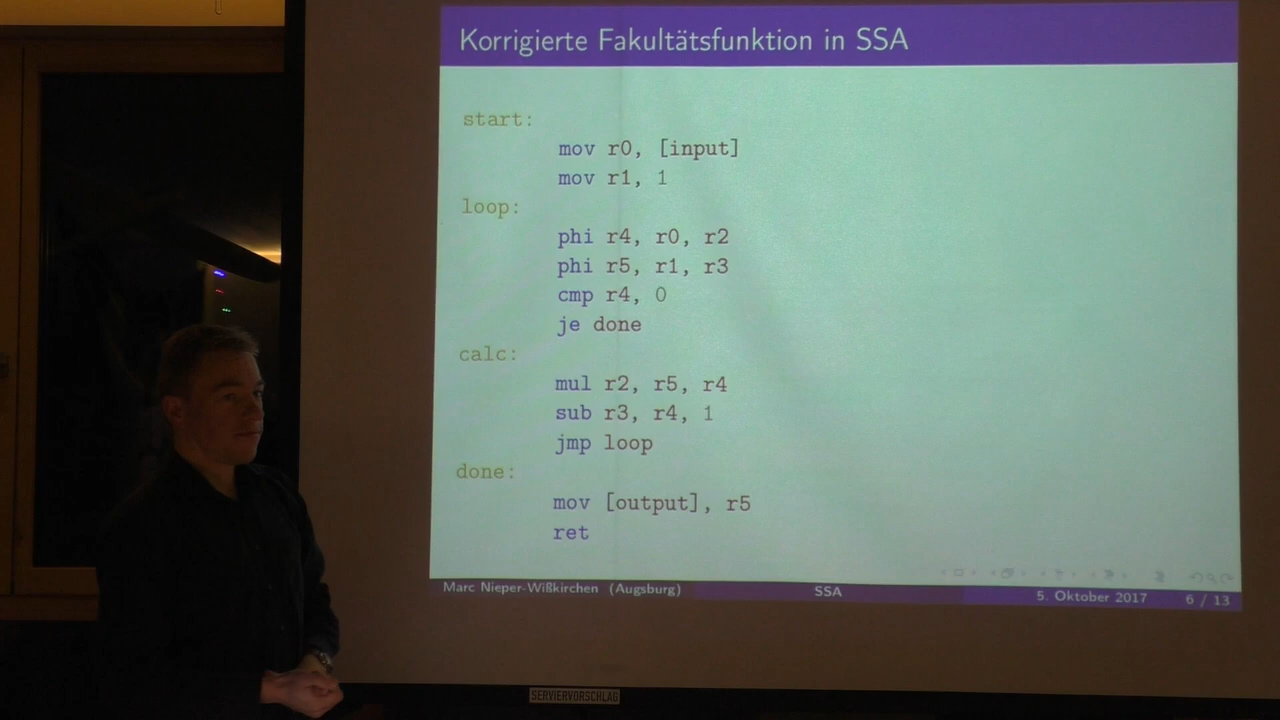 Korrigierte Fakultätsfunktion in SSA
start:
mov r0, [input]
mov r1, 1
loop:
phi r4, r0, r2
phi r5, r1, r3
cmp r4, 0
je done
calc:
mul r2, r5, r4
sub r3, r4, 1
jmp loop
done:
mov [output], r5
ret
Marc Nieper-Wißkirchen (Augsburg) SSA 5. Oktober 2017 6 / 13
SERVIERVORSCHLAG